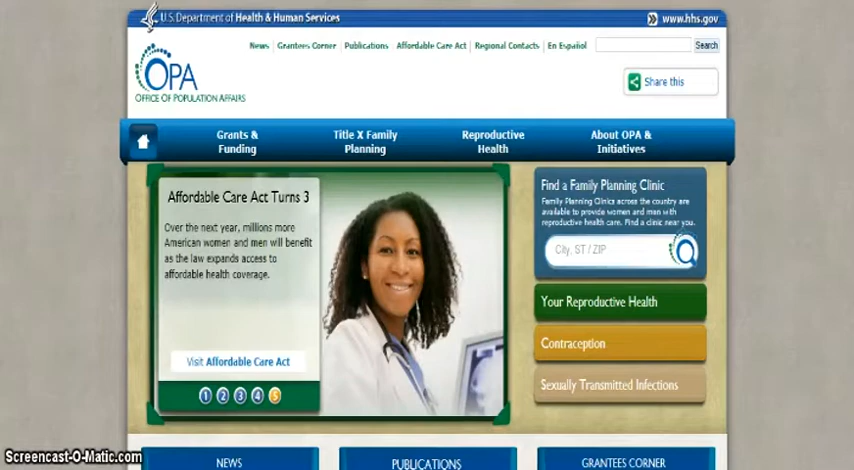 U.S. Department of Health & Human Services
www.hhs.gov
News Grantees Corner Publications Affordable Care Act Regional Contacts En Español Search
OPA
OFFICE OF POPULATION AFFAIRS
Share this
Grants &
Funding
Title X Family
Planning
Reproductive
Health
About OPA &
Initiatives
Affordable Care Act Turns 3
Over the next year, millions more
American women and men will benefit
as the law expands access to
affordable health coverage.
Visit Affordable Care Act
1 2 3 4 5
Find a Family Planning Clinic
Family Planning Clinics across the country are
available to provide women and men with
reproductive health care. Find a clinic near you.
City, ST / ZIP
Your Reproductive Health
Contraception
Sexually Transmitted Infections
NEWS
PUBLICATIONS
GRANTEES CORNER
Screencast-O-Matic.com